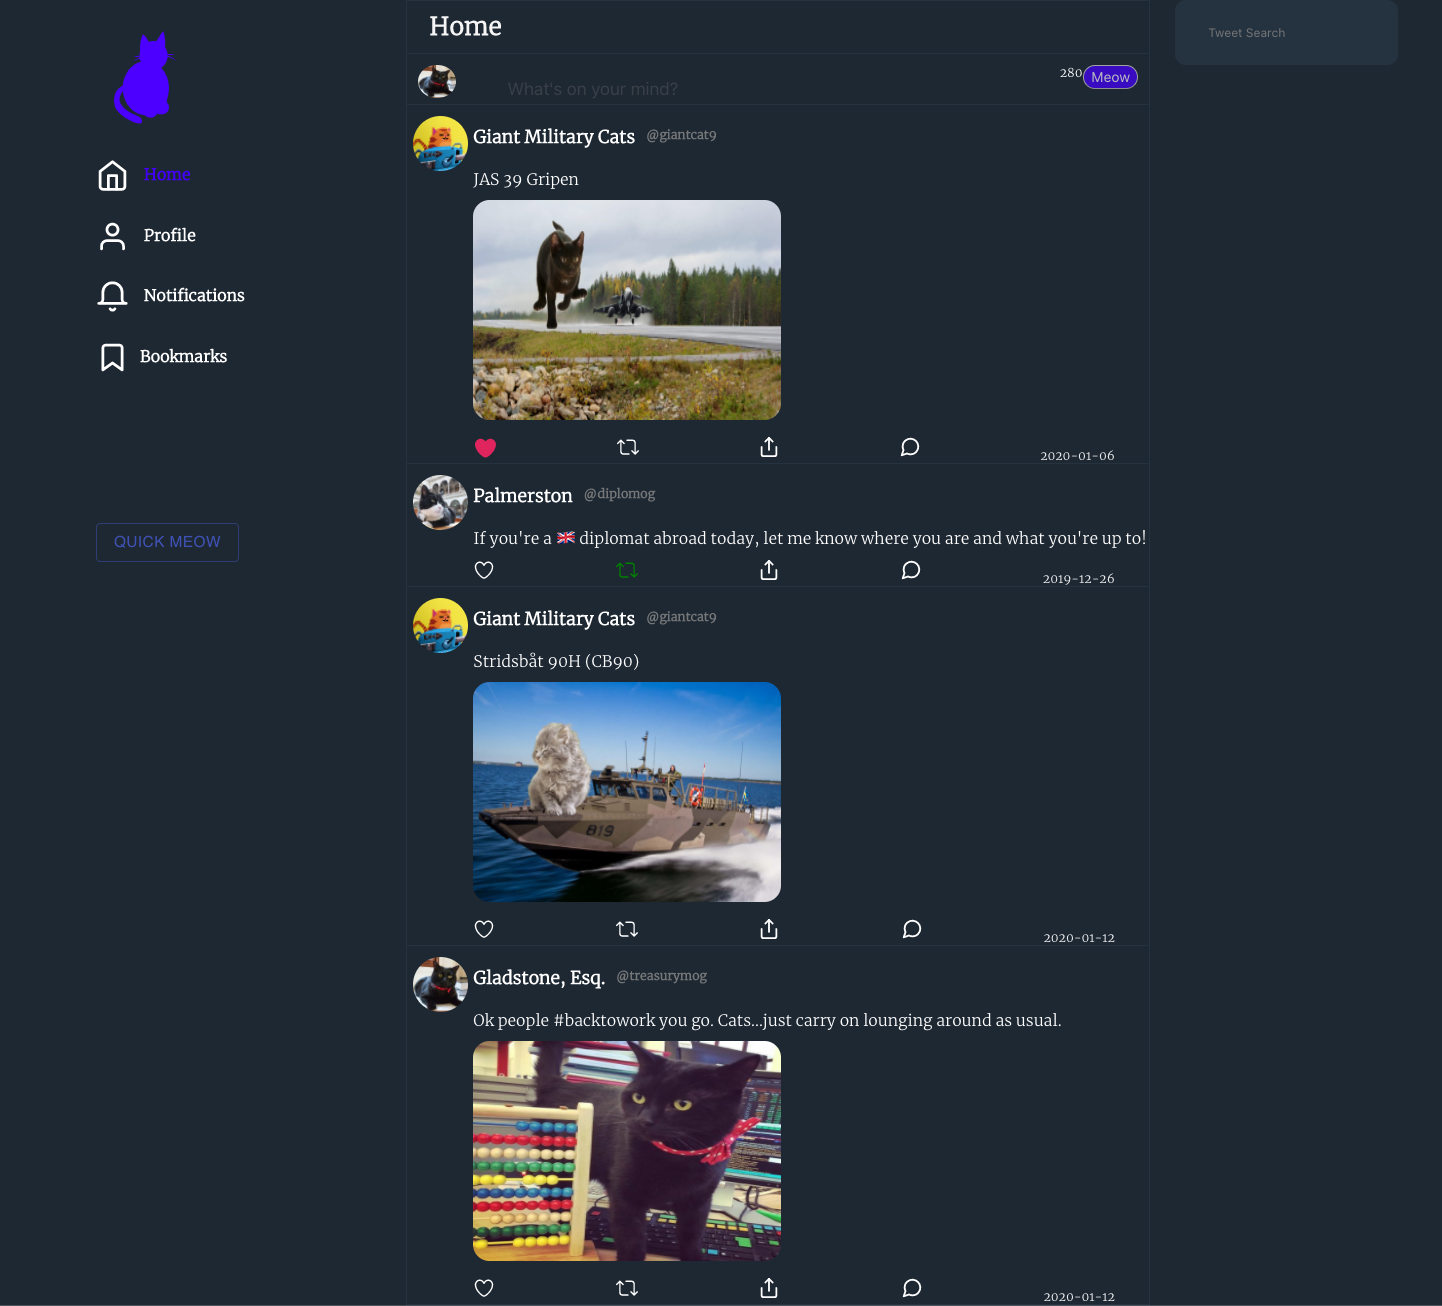 Home
Profile
Notifications
Bookmarks
QUICK MEOW
Home
What's on your mind?
280
Meow
Giant Military Cats @giantcat9
JAS 39 Gripen
2020-01-06
Palmerston @diplomog
If you're a 🇬🇧 diplomat abroad today, let me know where you are and what you're up to!
2019-12-26
Giant Military Cats @giantcat9
Stridsbåt 90H (CB90)
819
2020-01-12
Gladstone, Esq. @treasurymog
Ok people #backtowork you go. Cats...just carry on lounging around as usual.
2020-01-12
Tweet Search